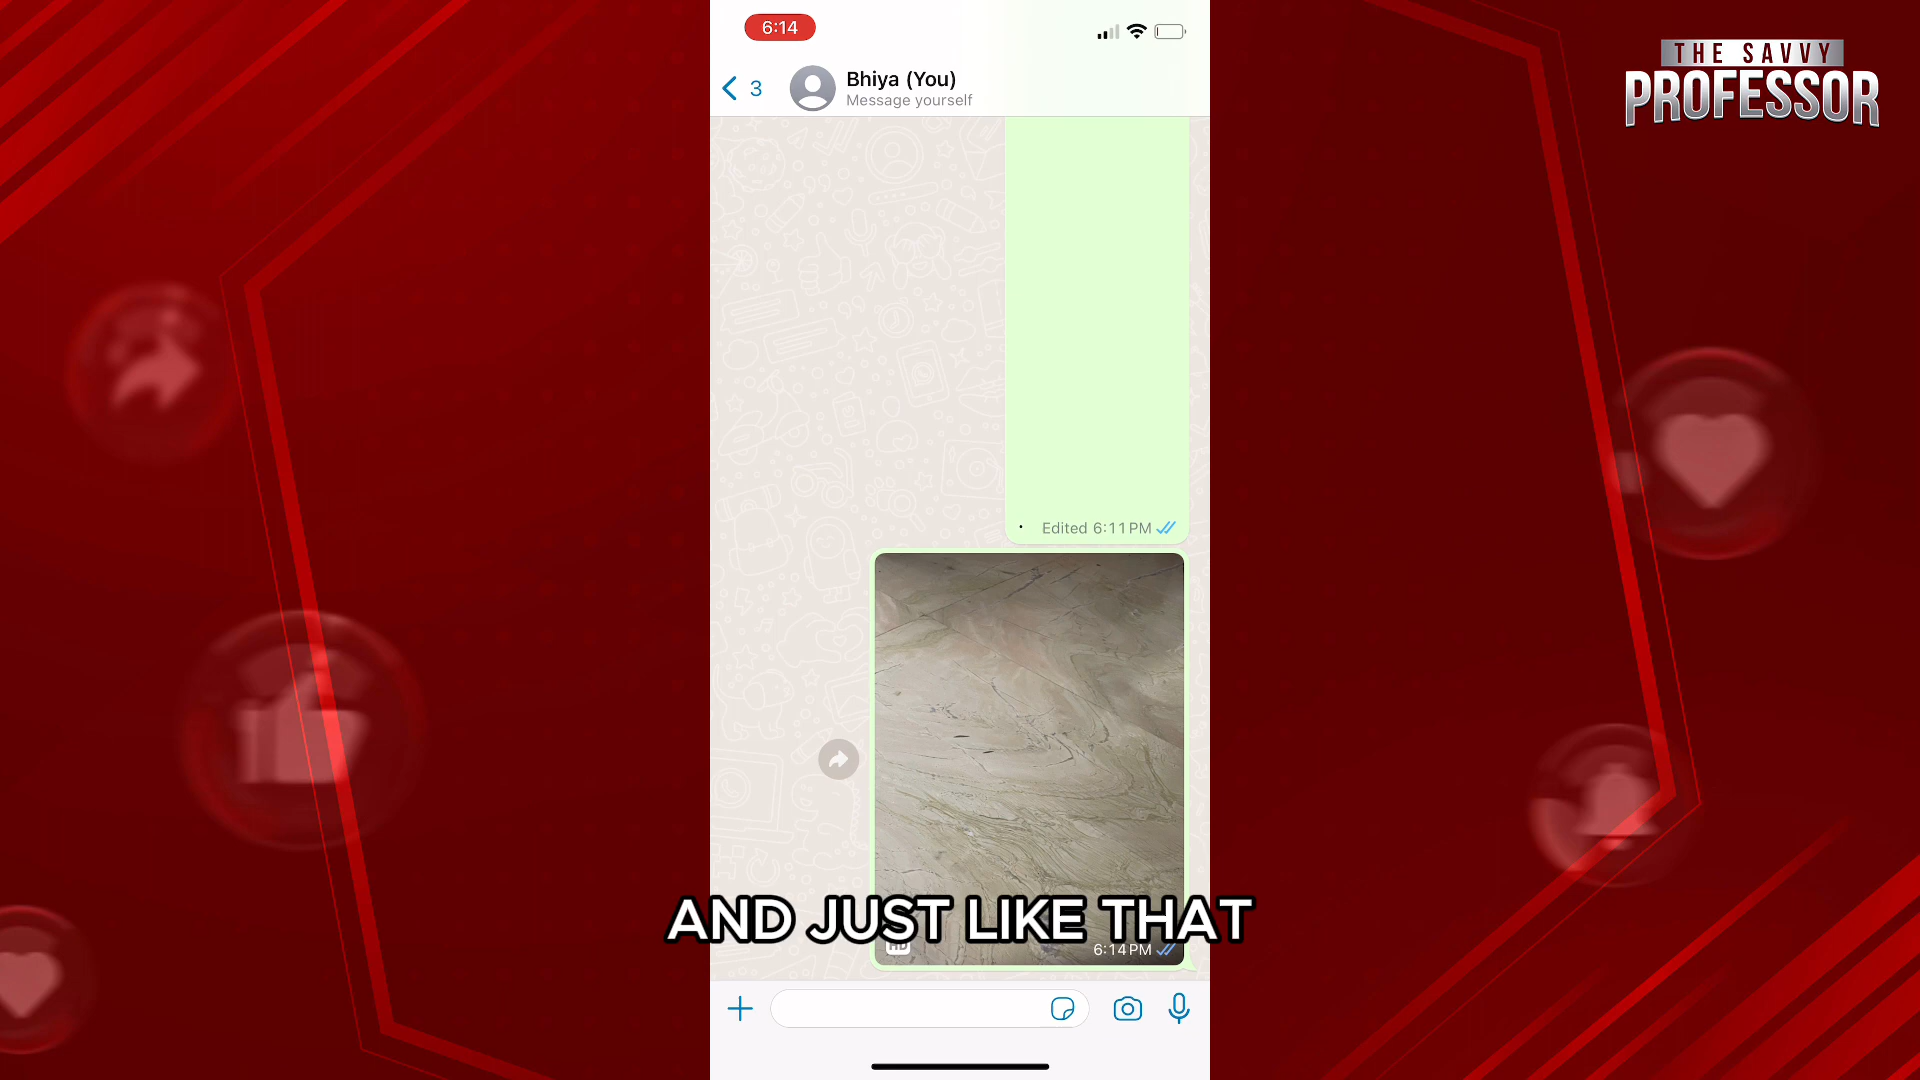 6:14
THE SAVVY
PROFESSOR
3
Bhiya (You)
Message yourself
. Edited 6:11 PM
AND JUST LIKE THAT
HD
6:14 PM